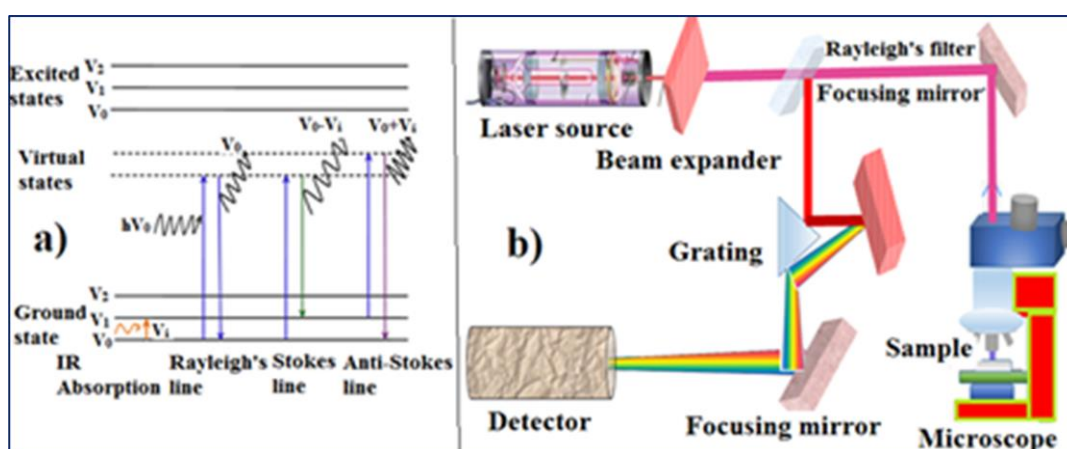 Excited
states
V₂
V₁
V₀
V₀
V₀-Vᵢ
V₀+Vᵢ
Virtual
states
hV₀
a)
Ground
state
V₂
V₁
V₀
Vᵢ
IR
Absorption
Rayleigh's
line
Stokes
line
Anti-Stokes
line
b)
Laser source
Beam expander
Rayleigh's filter
Focusing mirror
Grating
Detector
Focusing mirror
Sample
Microscope